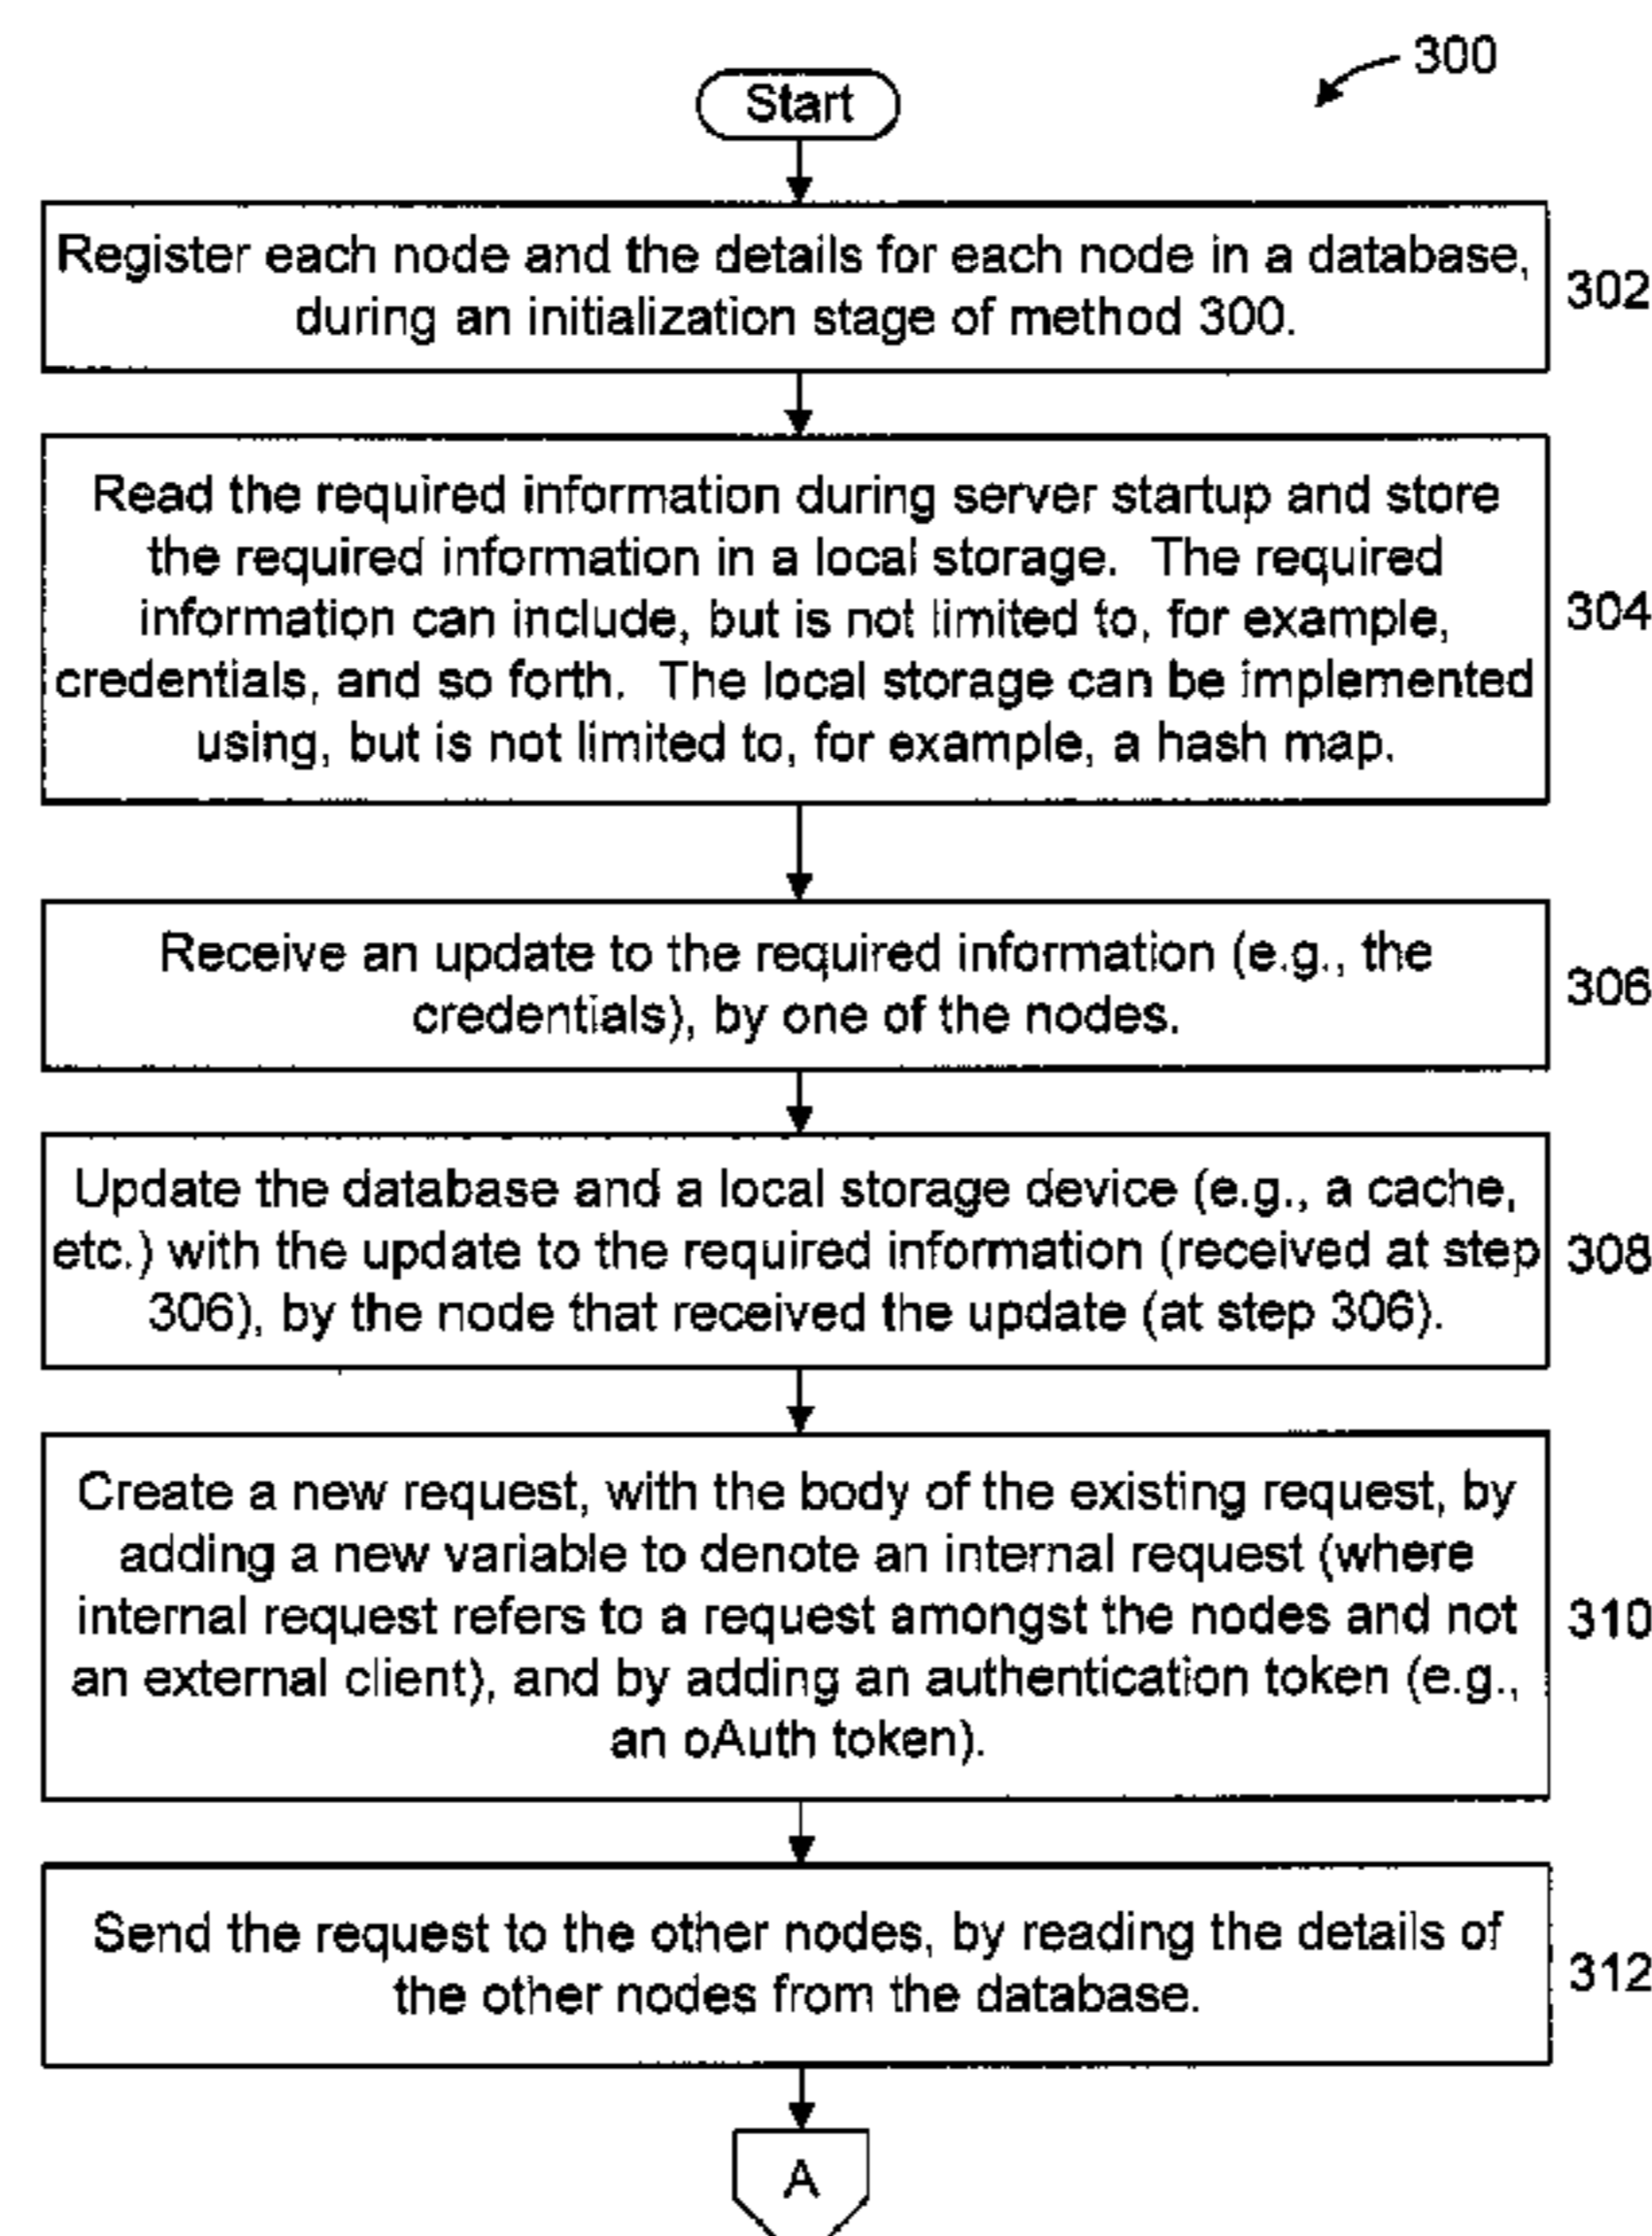 300
Start
Register each node and the details for each node in a database,
during an initialization stage of method 300.
302
Read the required information during server startup and store
the required information in a local storage.  The required
information can include, but is not limited to, for example,
credentials, and so forth.  The local storage can be implemented
using, but is not limited to, for example, a hash map.
304
Receive an update to the required information (e.g., the
credentials), by one of the nodes.
306
Update the database and a local storage device (e.g., a cache,
etc.) with the update to the required information (received at step
306), by the node that received the update (at step 306).
308
Create a new request, with the body of the existing request, by
adding a new variable to denote an internal request (where
internal request refers to a request amongst the nodes and not
an external client), and by adding an authentication token (e.g.,
an oAuth token).
310
Send the request to the other nodes, by reading the details of
the other nodes from the database.
312
A